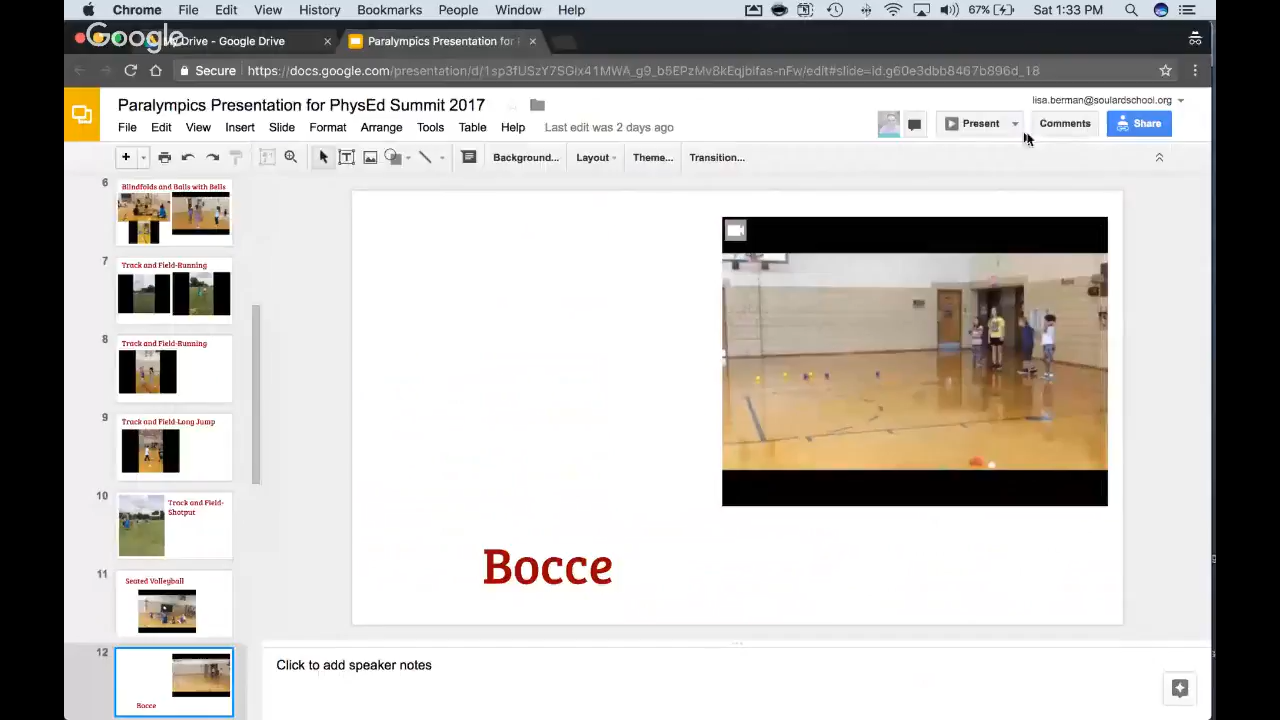 Chrome File Edit View History Bookmarks People Window Help 67% Sat 1:33 PM
Google
My Drive - Google Drive × Paralympics Presentation for ×
Secure https://docs.google.com/presentation/d/1sp3fUSzY7SGix41MWA_g9_b5EPzMv8kEqjbifas-nFw/edit#slide=id.g60e3dbb8467b896d_18
Paralympics Presentation for PhysEd Summit 2017
lisa.berman@soulardschool.org
File Edit View Insert Slide Format Arrange Tools Table Help Last edit was 2 days ago
Present Comments Share
Background... Layout Theme... Transition...
6
Blindfolds and Balls with Bells
7
Track and Field-Running
8
Track and Field-Running
9
Track and Field-Long Jump
10
Track and Field-
Shotput
11
Seated Volleyball
12
Bocce
Bocce
Click to add speaker notes